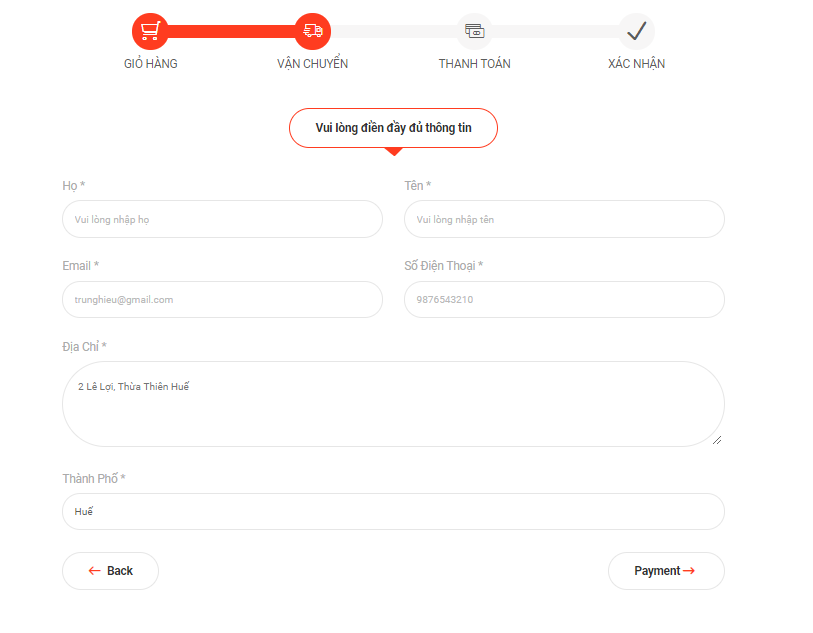 GIỎ HÀNG VẬN CHUYỂN THANH TOÁN XÁC NHẬN
Vui lòng điền đầy đủ thông tin
Họ * Tên *
Vui lòng nhập họ Vui lòng nhập tên
Email * Số Điện Thoại *
trunghieu@gmail.com 9876543210
Địa Chỉ *
2 Lê Lợi, Thừa Thiên Huế
Thành Phố *
Huế
← Back Payment →